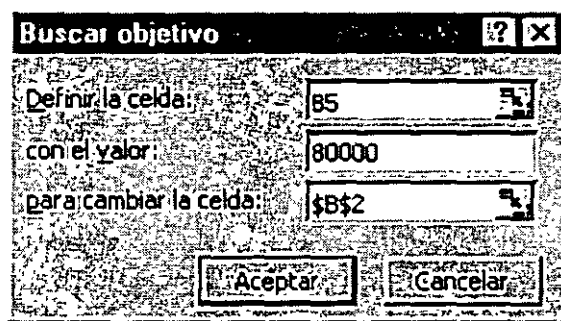 Buscar objetivo
Definir la celda: B5
con el valor: 80000
para cambiar la celda: $B$2
Aceptar Cancelar